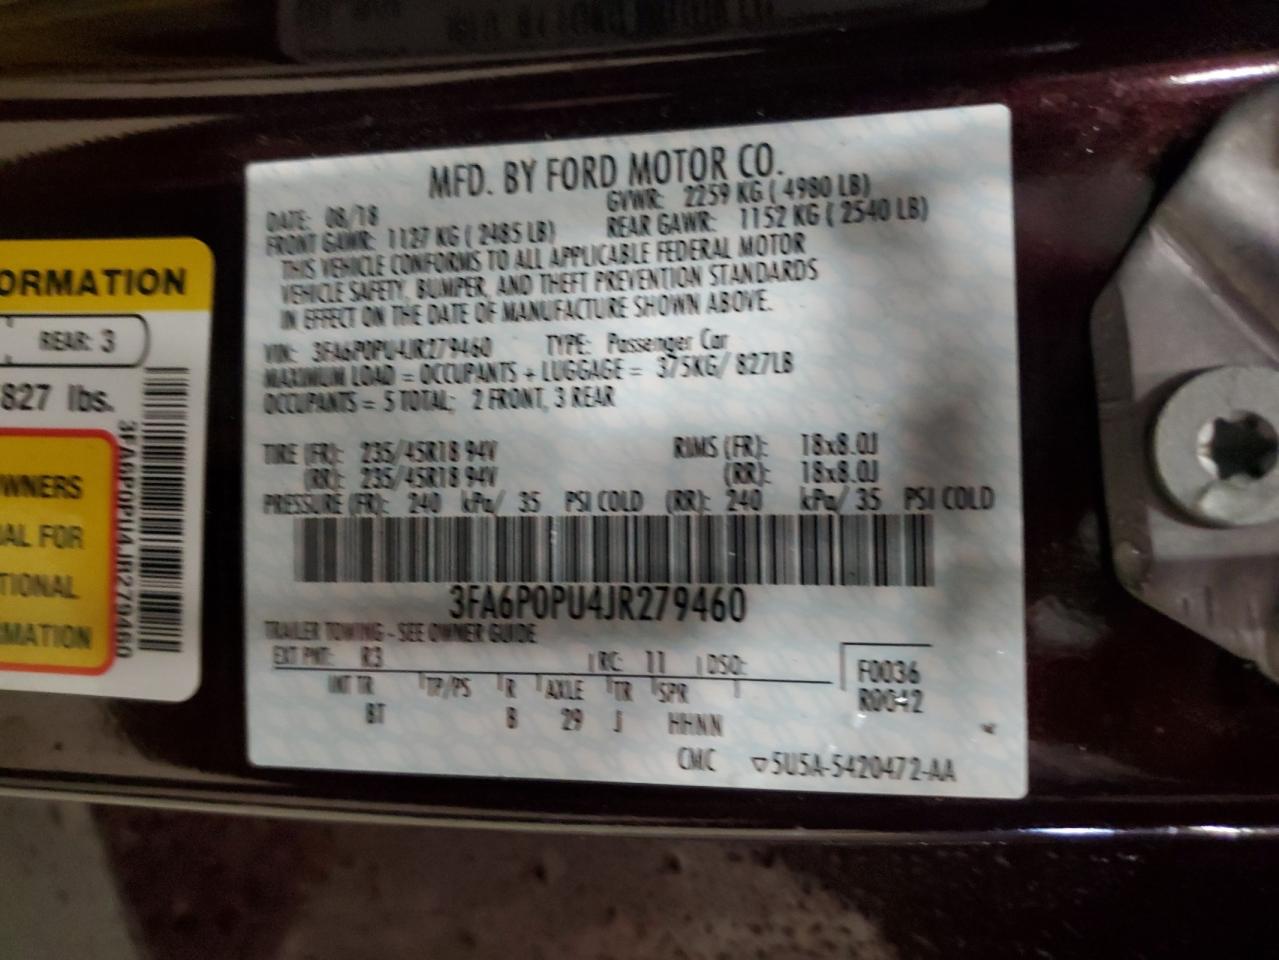 ORMATION
REAR: 3
827 lbs.
WNERS
AL FOR
TIONAL
MATION
3FA6P0PU4JR279460
MFD. BY FORD MOTOR CO.
DATE: 08/18 GVWR: 2259 KG ( 4980 LB)
FRONT GAWR: 1127 KG ( 2485 LB) REAR GAWR: 1152 KG ( 2540 LB)
THIS VEHICLE CONFORMS TO ALL APPLICABLE FEDERAL MOTOR
VEHICLE SAFETY, BUMPER, AND THEFT PREVENTION STANDARDS
IN EFFECT ON THE DATE OF MANUFACTURE SHOWN ABOVE.
VIN: 3FA6P0PU4JR279460 TYPE: Passenger Car
MAXIMUM LOAD = OCCUPANTS + LUGGAGE = 375KG/ 827LB
OCCUPANTS = 5 TOTAL; 2 FRONT, 3 REAR
TIRE (FR): 235/45R18 94V RIMS (FR): 18x8.0J
(RR): 235/45R18 94V (RR): 18x8.0J
PRESSURE (FR): 240 kPa/ 35 PSI COLD (RR): 240 kPa/ 35 PSI COLD
3FA6P0PU4JR279460
TRAILER TOWING - SEE OWNER GUIDE
EXT PNT: R3 RC: 11 DSO: F0036
INT TR TP/PS R AXLE TR SPR R0042
BT B 29 J HHNN
CMC ▽5U5A-5420472-AA